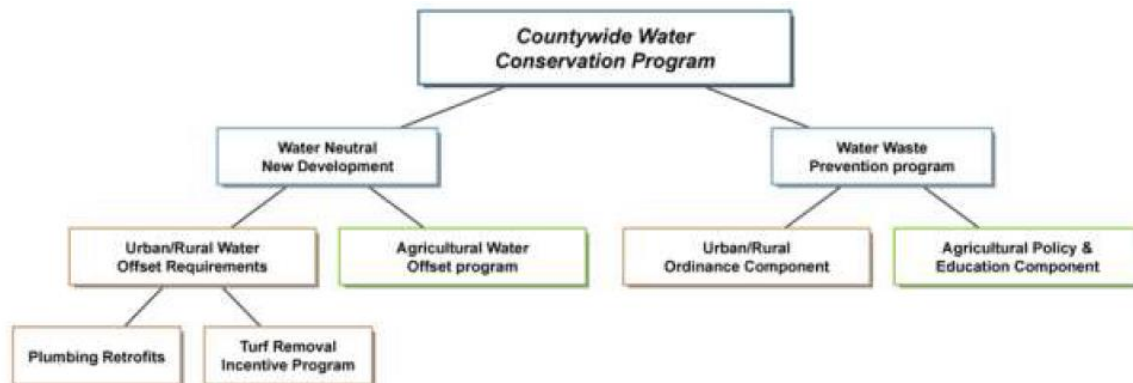 Countywide Water
Conservation Program
Water Neutral
New Development
Water Waste
Prevention program
Urban/Rural Water
Offset Requirements
Agricultural Water
Offset program
Urban/Rural
Ordinance Component
Agricultural Policy &
Education Component
Plumbing Retrofits
Turf Removal
Incentive Program